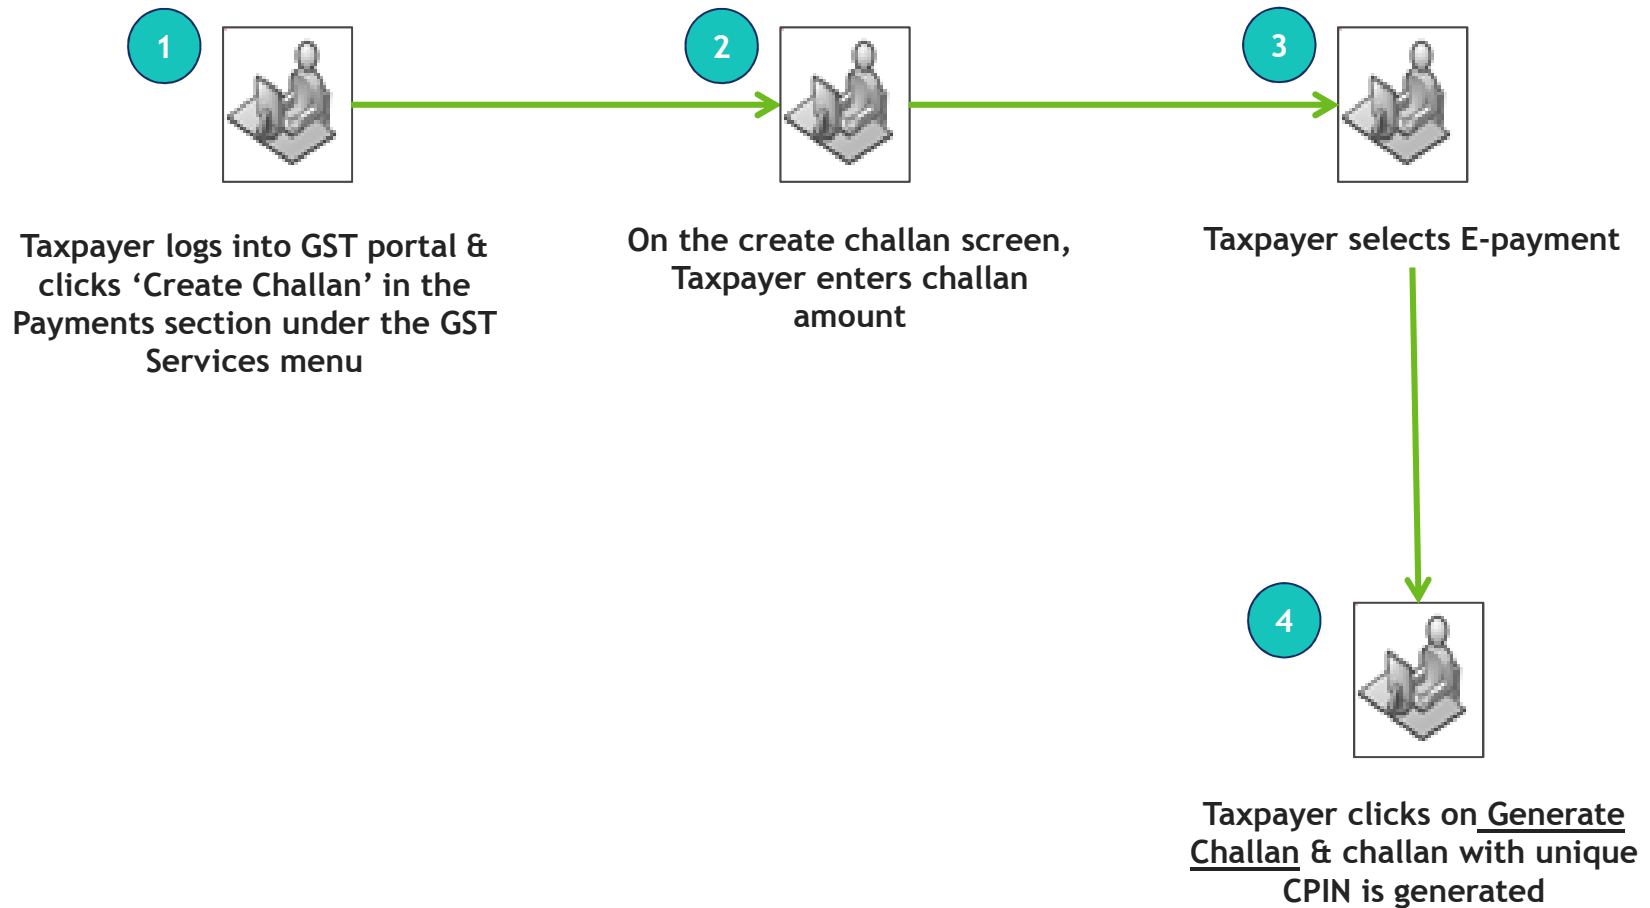 1
Taxpayer logs into GST portal &
clicks ‘Create Challan’ in the
Payments section under the GST
Services menu
2
On the create challan screen,
Taxpayer enters challan
amount
3
Taxpayer selects E-payment
4
Taxpayer clicks on Generate
Challan & challan with unique
CPIN is generated